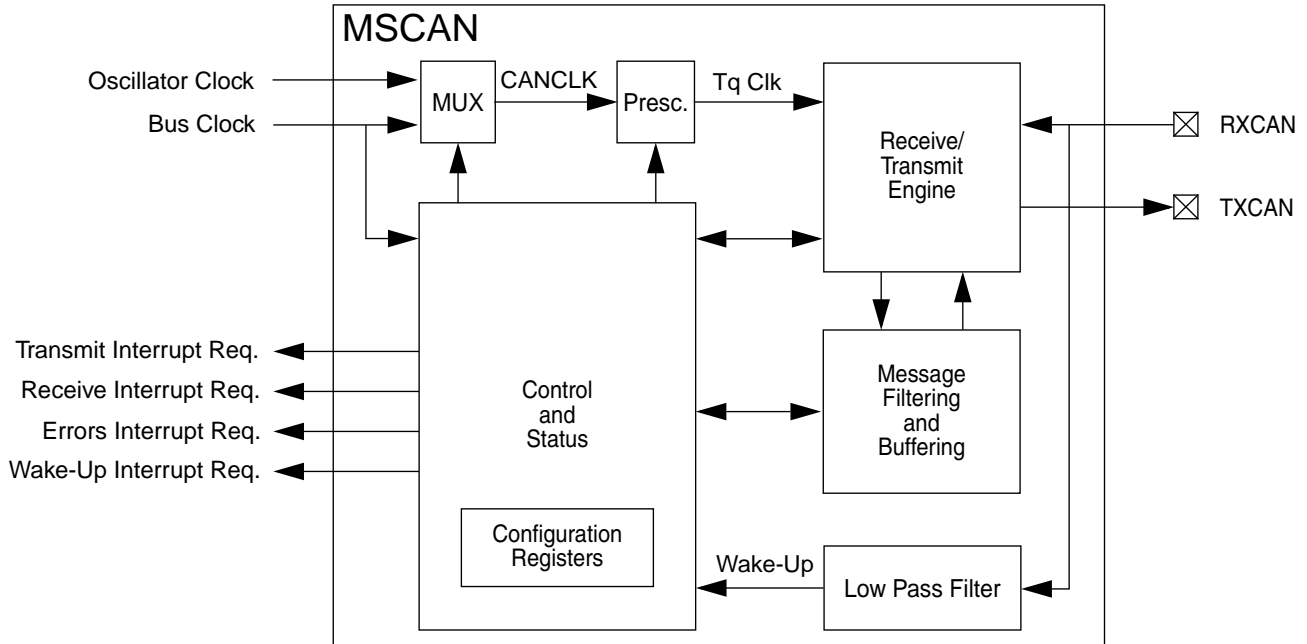 MSCAN
Oscillator Clock
Bus Clock
MUX
CANCLK
Presc.
Tq Clk
Receive/
Transmit
Engine
RXCAN
TXCAN
Transmit Interrupt Req.
Receive Interrupt Req.
Errors Interrupt Req.
Wake-Up Interrupt Req.
Control
and
Status
Message
Filtering
and
Buffering
Configuration
Registers
Wake-Up
Low Pass Filter